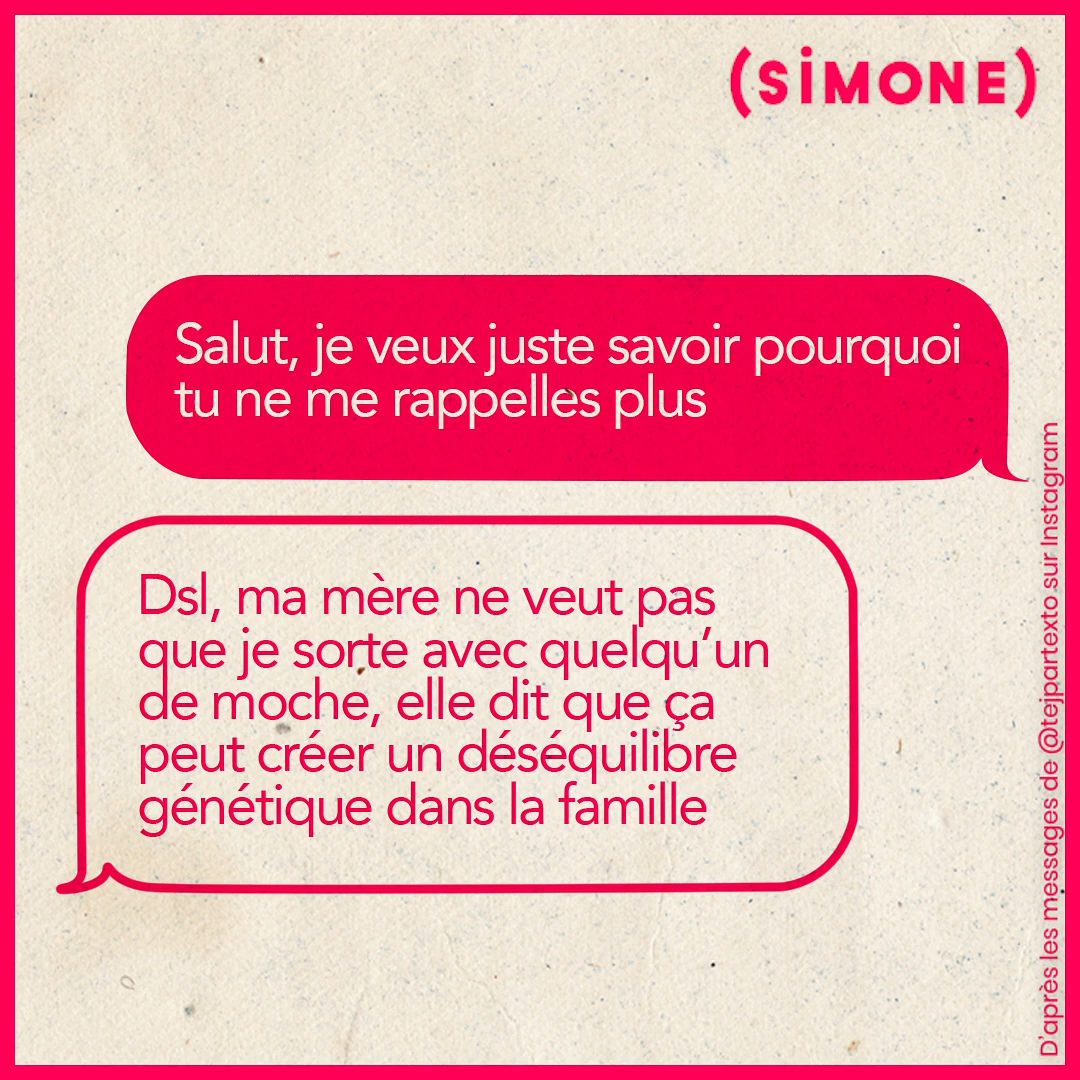 (SiMONE)
Salut, je veux juste savoir pourquoi
tu ne me rappelles plus
Dsl, ma mère ne veut pas
que je sorte avec quelqu’un
de moche, elle dit que ça
peut créer un déséquilibre
génétique dans la famille
D’après les messages de @tejpartexto sur Instagram